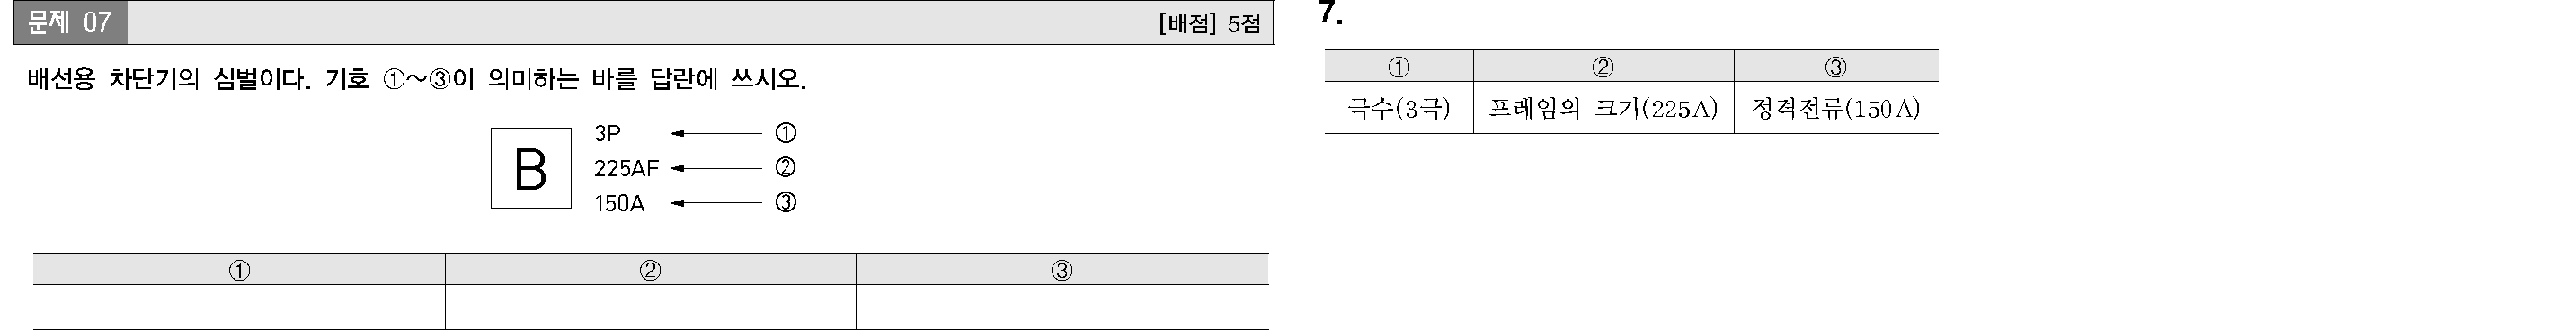 문제 07 [배점] 5점
배선용 차단기의 심벌이다. 기호 ①~③이 의미하는 바를 답란에 쓰시오.
B
3P ①
225AF ②
150A ③
① ② ③
7.
① ② ③
극수(3극) 프레임의 크기(225A) 정격전류(150A)